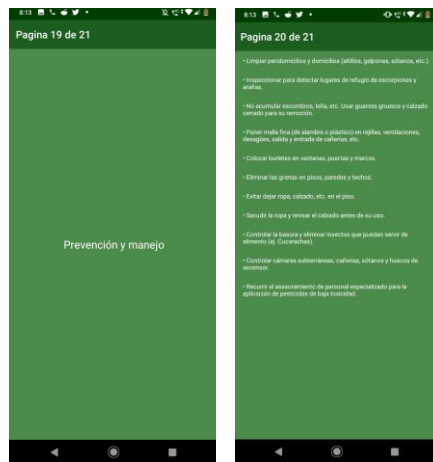 8:13
Pagina 19 de 21
Prevención y manejo
8:13
Pagina 20 de 21
• Limpiar peridomicilios y domicilios (altillos, galpones, sótanos, etc.)
• Inspeccionar para detectar lugares de refugio de escorpiones y
arañas.
• No acumular escombros, leña, etc. Usar guantes gruesos y calzado
cerrado para su remoción.
• Poner malla fina (de alambre o plástico) en rejillas, ventilaciones,
desagües, salida y entrada de cañerías, etc.
• Colocar burletes en ventanas, puertas y marcos.
• Eliminar las grietas en pisos, paredes y techos.
• Evitar dejar ropa, calzado, etc. en el piso.
• Sacudir la ropa y revisar el calzado antes de su uso.
• Controlar la basura y eliminar insectos que puedan servir de
alimento (ej. Cucarachas).
• Controlar cámaras subterráneas, cañerías, sótanos y huecos de
ascensor.
• Recurrir al asesoramiento de personal especializado para la
aplicación de pesticidas de baja toxicidad.